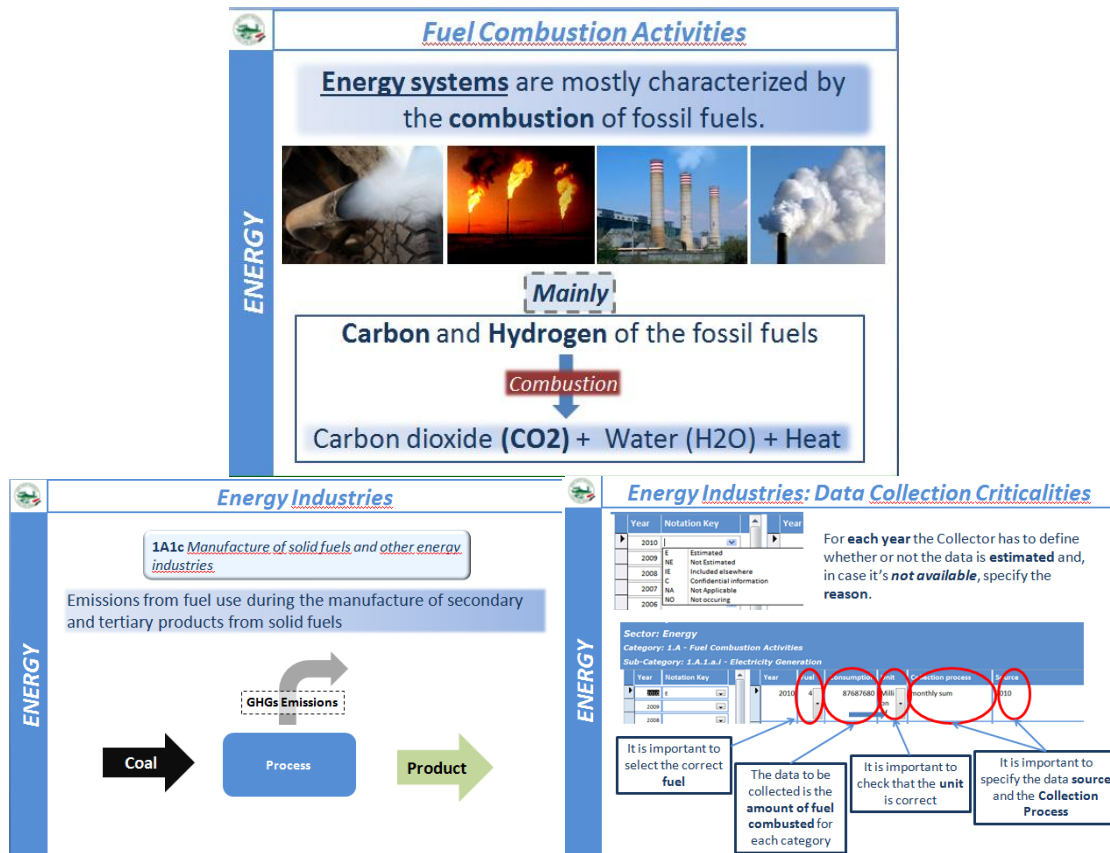 Fuel Combustion Activities
ENERGY
Energy systems are mostly characterized by
the combustion of fossil fuels.
Mainly
Carbon and Hydrogen of the fossil fuels
Combustion
Carbon dioxide (CO2) + Water (H2O) + Heat
Energy Industries
ENERGY
1A1c Manufacture of solid fuels and other energy
industries
Emissions from fuel use during the manufacture of secondary
and tertiary products from solid fuels
GHGs Emissions
Coal
Process
Product
Energy Industries: Data Collection Criticalities
ENERGY
Year Notation Key Year
2010
E Estimated
2009 NE Not Estimated
2008 IE Included elsewhere
C Confidential information
2007 NA Not Applicable
2006 NO Not occuring
For each year the Collector has to define
whether or not the data is estimated and,
in case it's not available, specify the
reason.
Sector: Energy
Category: 1.A - Fuel Combustion Activities
Sub-Category: 1.A.1.a.i - Electricity Generation
Year Notation Key Year Fuel Consumption Unit Collection process Source
2010 E 2010 4 87687680 Milli monthly sum 2010
on
2009
2008
It is important to
select the correct
fuel
The data to be
collected is the
amount of fuel
combusted for
each category
It is important to
check that the unit
is correct
It is important to
specify the data source
and the Collection
Process